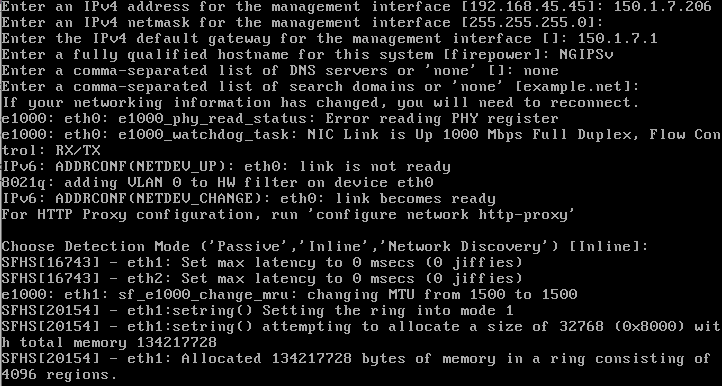 Enter an IPv4 address for the management interface [192.168.45.45]: 150.1.7.206
Enter an IPv4 netmask for the management interface [255.255.255.0]:
Enter the IPv4 default gateway for the management interface []: 150.1.7.1
Enter a fully qualified hostname for this system [firepower]: NGIPSv
Enter a comma-separated list of DNS servers or 'none' []: none
Enter a comma-separated list of search domains or 'none' [example.net]:
If your networking information has changed, you will need to reconnect.
e1000: eth0: e1000_phy_read_status: Error reading PHY register
e1000: eth0: e1000_watchdog_task: NIC Link is Up 1000 Mbps Full Duplex, Flow Con
trol: RX/TX
IPv6: ADDRCONF(NETDEV_UP): eth0: link is not ready
8021q: adding VLAN 0 to HW filter on device eth0
IPv6: ADDRCONF(NETDEV_CHANGE): eth0: link becomes ready
For HTTP Proxy configuration, run 'configure network http-proxy'
Choose Detection Mode ('Passive','Inline','Network Discovery') [Inline]:
SFHS[16743] - eth1: Set max latency to 0 msecs (0 jiffies)
SFHS[16743] - eth2: Set max latency to 0 msecs (0 jiffies)
e1000: eth1: sf_e1000_change_mru: changing MTU from 1500 to 1500
SFHS[20154] - eth1:setring() Setting the ring into mode 1
SFHS[20154] - eth1:setring() attempting to allocate a size of 32768 (0x8000) wit
h total memory 134217728
SFHS[20154] - eth1: Allocated 134217728 bytes of memory in a ring consisting of
4096 regions.